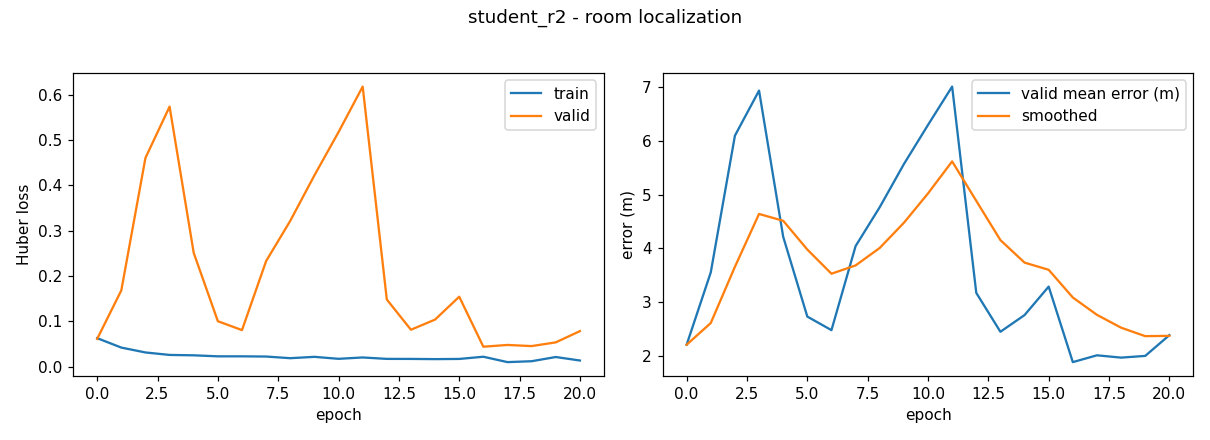 student_r2 - room localization
Huber loss
0.6
0.5
0.4
0.3
0.2
0.1
0.0
train
valid
0.0 2.5 5.0 7.5 10.0 12.5 15.0 17.5 20.0
epoch
error (m)
7
6
5
4
3
2
valid mean error (m)
smoothed
0.0 2.5 5.0 7.5 10.0 12.5 15.0 17.5 20.0
epoch